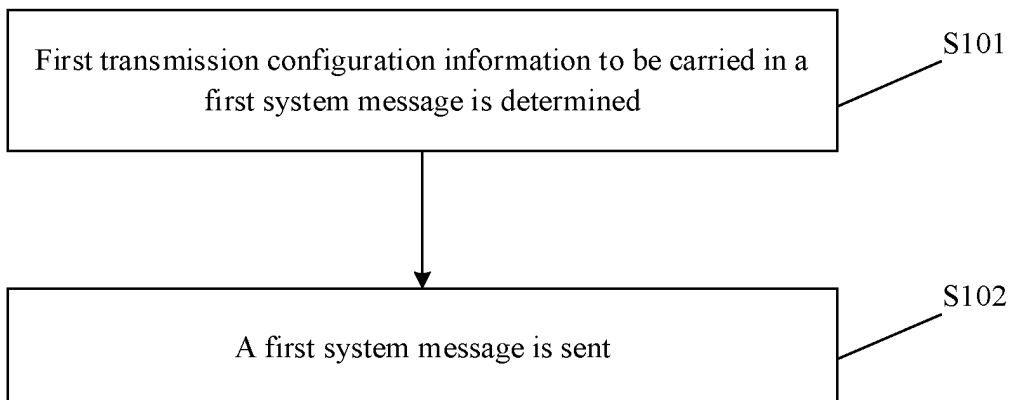 First transmission configuration information to be carried in a
first system message is determined
S101
A first system message is sent
S102